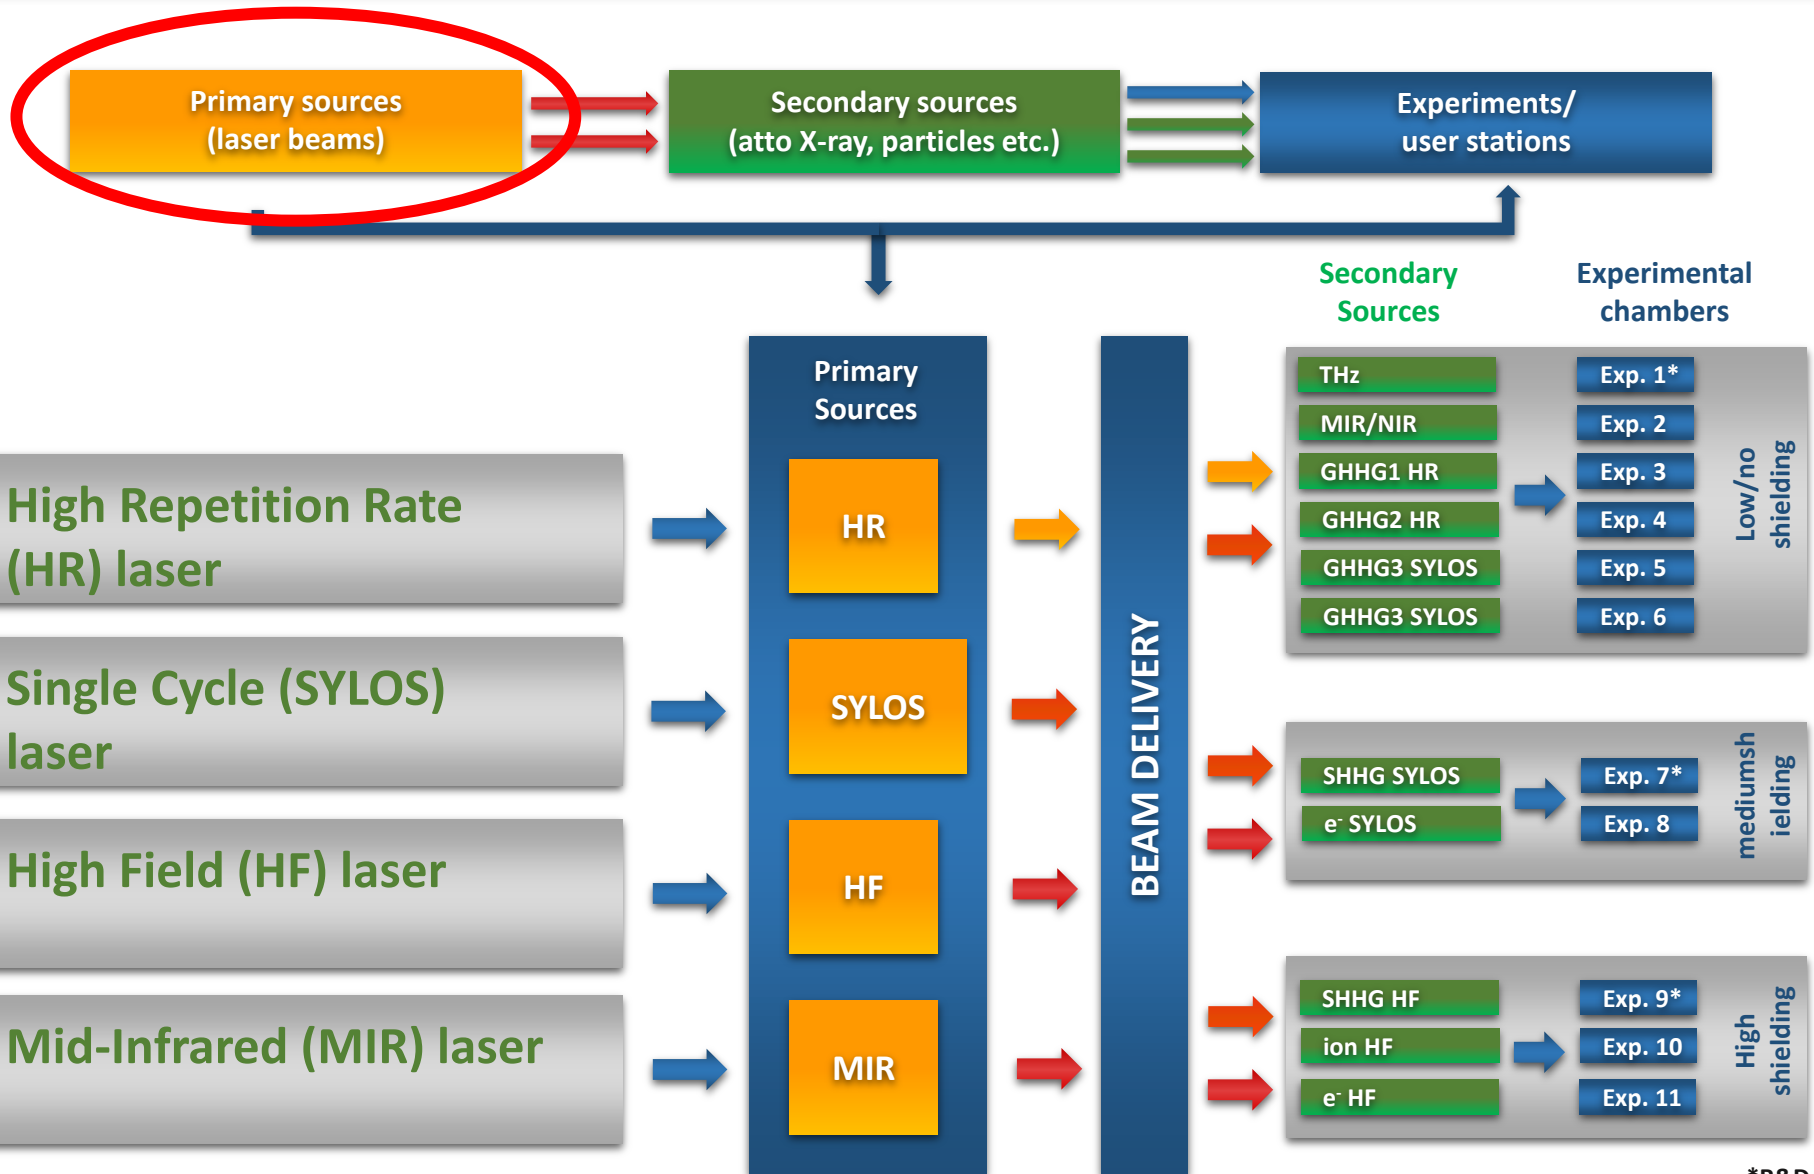 Primary sources
(laser beams)
Secondary sources
(atto X-ray, particles etc.)
Experiments/
user stations
Secondary
Sources
Experimental
chambers
Primary
Sources
High Repetition Rate
(HR) laser
Single Cycle (SYLOS)
laser
High Field (HF) laser
Mid-Infrared (MIR) laser
HR
SYLOS
HF
MIR
BEAM DELIVERY
THz
Exp. 1*
MIR/NIR
Exp. 2
GHHG1 HR
Exp. 3
GHHG2 HR
Exp. 4
GHHG3 SYLOS
Exp. 5
GHHG3 SYLOS
Exp. 6
Low/no
shielding
SHHG SYLOS
Exp. 7*
e- SYLOS
Exp. 8
mediumsh
ielding
SHHG HF
Exp. 9*
ion HF
Exp. 10
e- HF
Exp. 11
High
shielding
*R&D